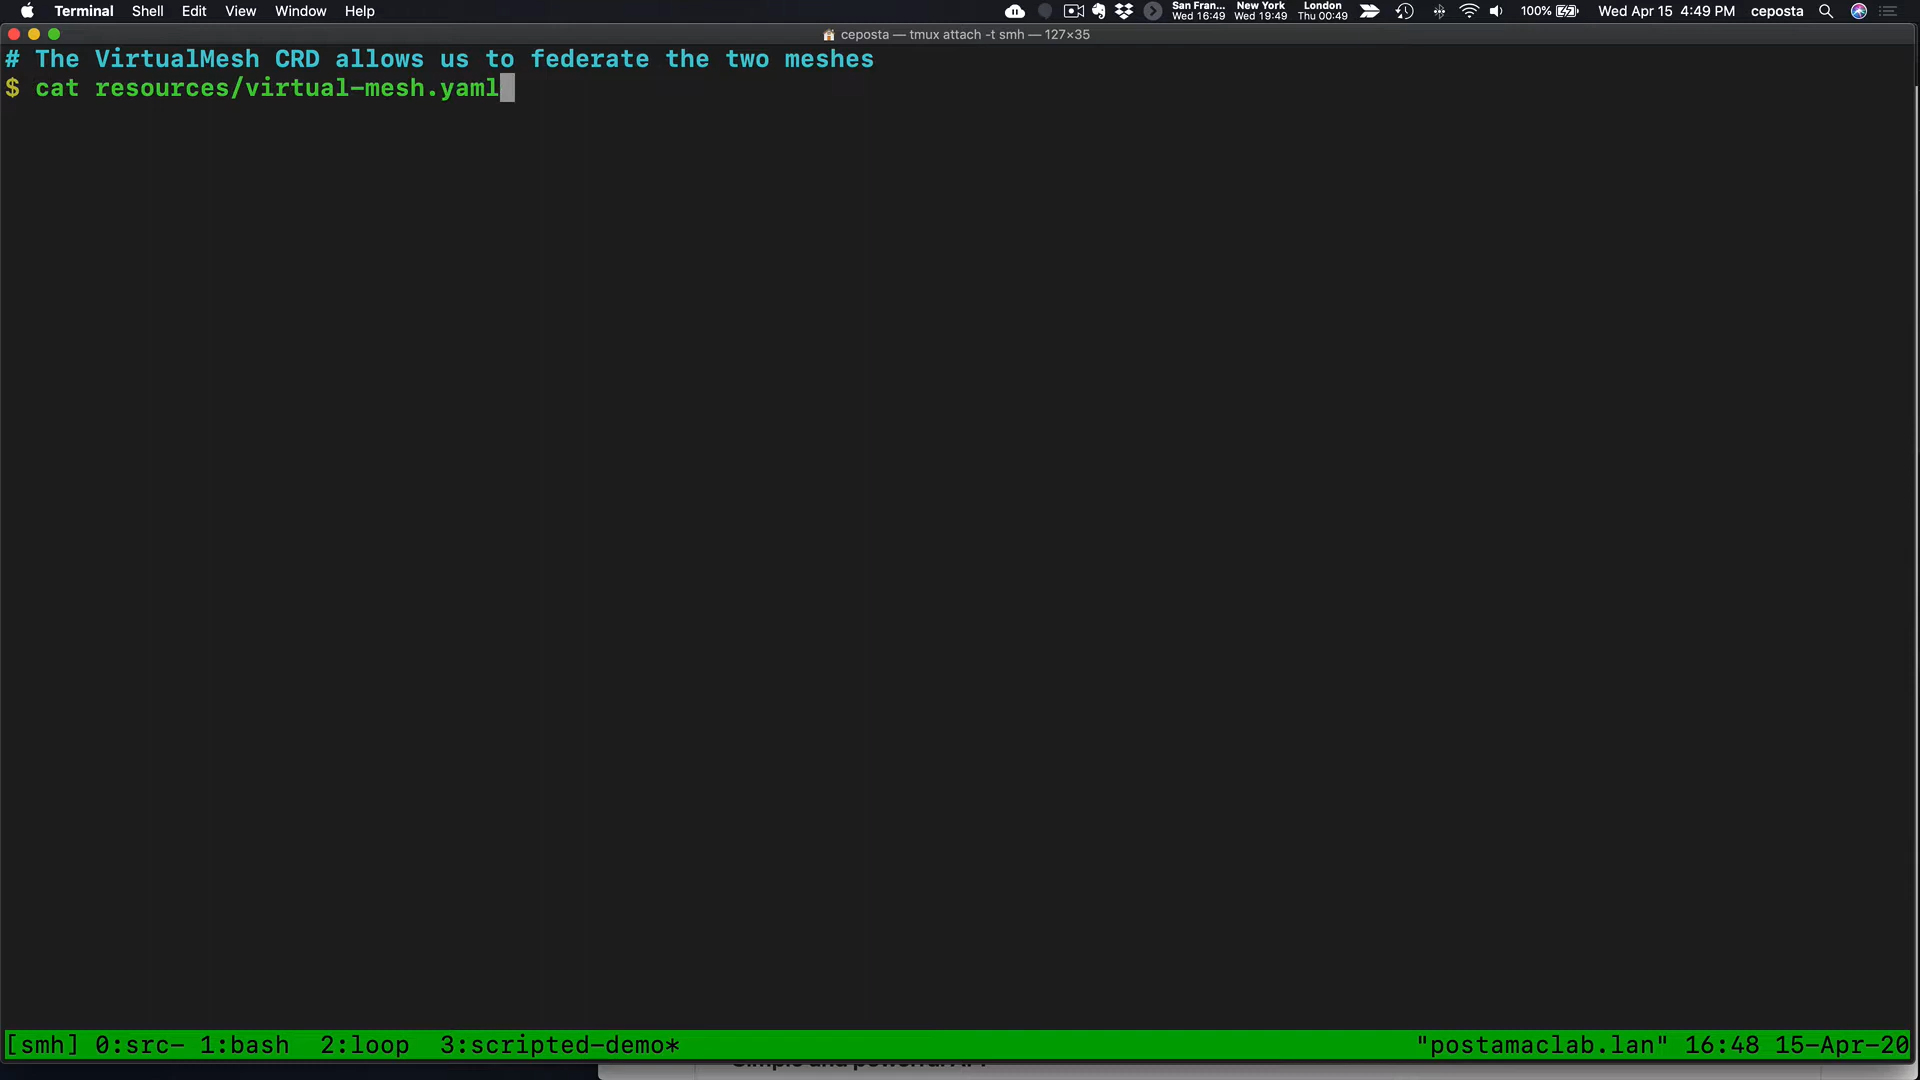 Terminal Shell Edit View Window Help San Fran... Wed 16:49 New York Wed 19:49 London Thu 00:49 100% Wed Apr 15 4:49 PM ceposta
ceposta — tmux attach -t smh — 127×35
# The VirtualMesh CRD allows us to federate the two meshes
$ cat resources/virtual-mesh.yaml
[smh] 0:src- 1:bash 2:loop 3:scripted-demo* "postamaclab.lan" 16:48 15-Apr-20